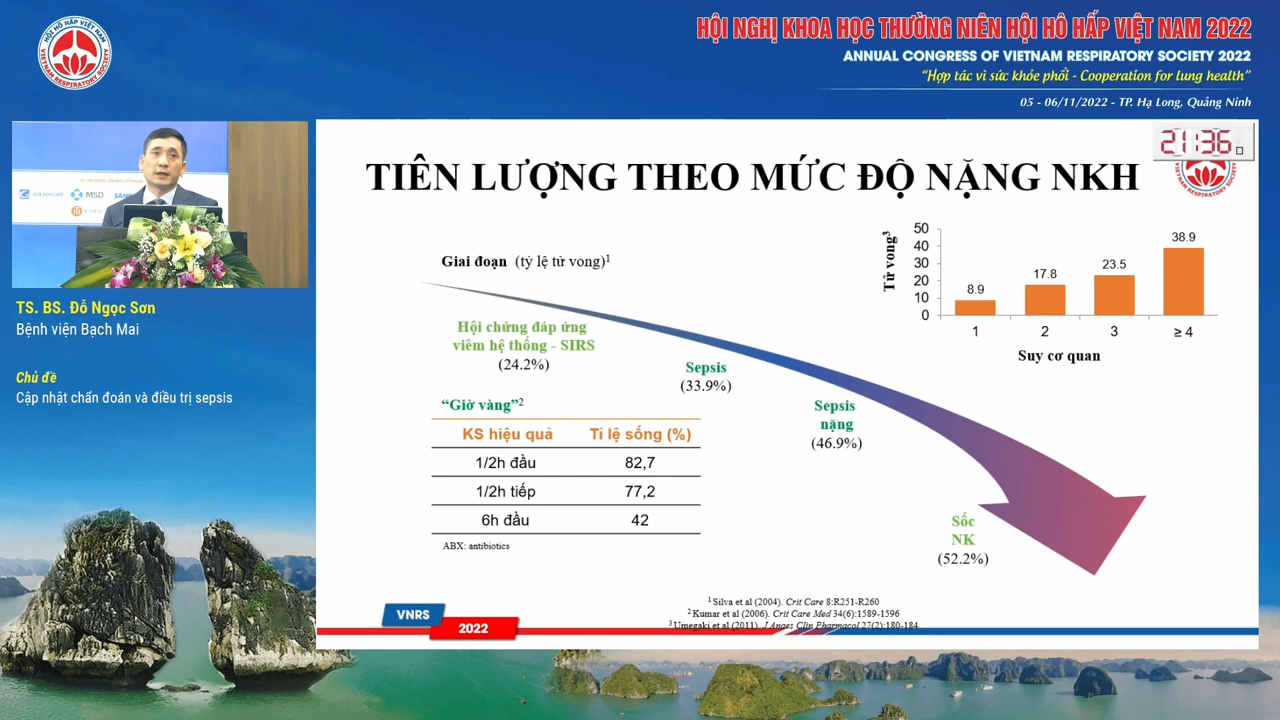 HỘI HÔ HẤP VIỆT NAM
VIETNAM RESPIRATORY SOCIETY
HỘI NGHỊ KHOA HỌC THƯỜNG NIÊN HỘI HÔ HẤP VIỆT NAM 2022
ANNUAL CONGRESS OF VIETNAM RESPIRATORY SOCIETY 2022
“Hợp tác vì sức khỏe phổi - Cooperation for lung health”
05 - 06/11/2022 - TP. Hạ Long, Quảng Ninh
MSD
TS. BS. Đỗ Ngọc Sơn
Bệnh viện Bạch Mai
Chủ đề
Cập nhật chẩn đoán và điều trị sepsis
21:36
TIÊN LƯỢNG THEO MỨC ĐỘ NẶNG NKH
Giai đoạn (tỷ lệ tử vong)1
Hội chứng đáp ứng
viêm hệ thống - SIRS
(24.2%)
Sepsis
(33.9%)
Sepsis
nặng
(46.9%)
Sốc
NK
(52.2%)
Tử vong3
50
40
30
20
10
0
8.9
17.8
23.5
38.9
1
2
3
≥ 4
Suy cơ quan
“Giờ vàng”2
KS hiệu quả Tỉ lệ sống (%)
1/2h đầu 82,7
1/2h tiếp 77,2
6h đầu 42
ABX: antibiotics
1 Silva et al (2004). Crit Care 8:R251-R260
2 Kumar et al (2006). Crit Care Med 34(6):1589-1596
3 Umegaki et al (2011). J Anaes Clin Pharmacol 27(2):180-184
VNRS
2022